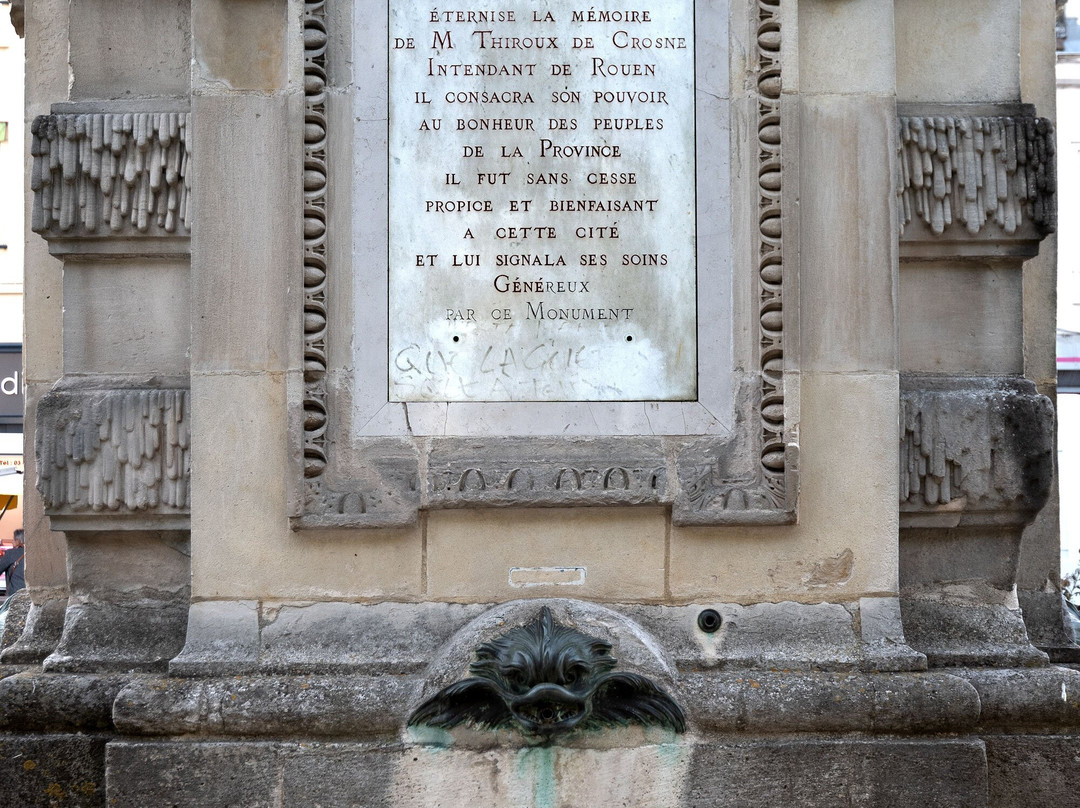 ÉTERNISE LA MÉMOIRE
DE M THIROUX DE CROSNE
INTENDANT DE ROUEN
IL CONSACRA SON POUVOIR
AU BONHEUR DES PEUPLES
DE LA PROVINCE
IL FUT SANS CESSE
PROPICE ET BIENFAISANT
A CETTE CITÉ
ET LUI SIGNALA SES SOINS
GÉNÉREUX
PAR CE MONUMENT